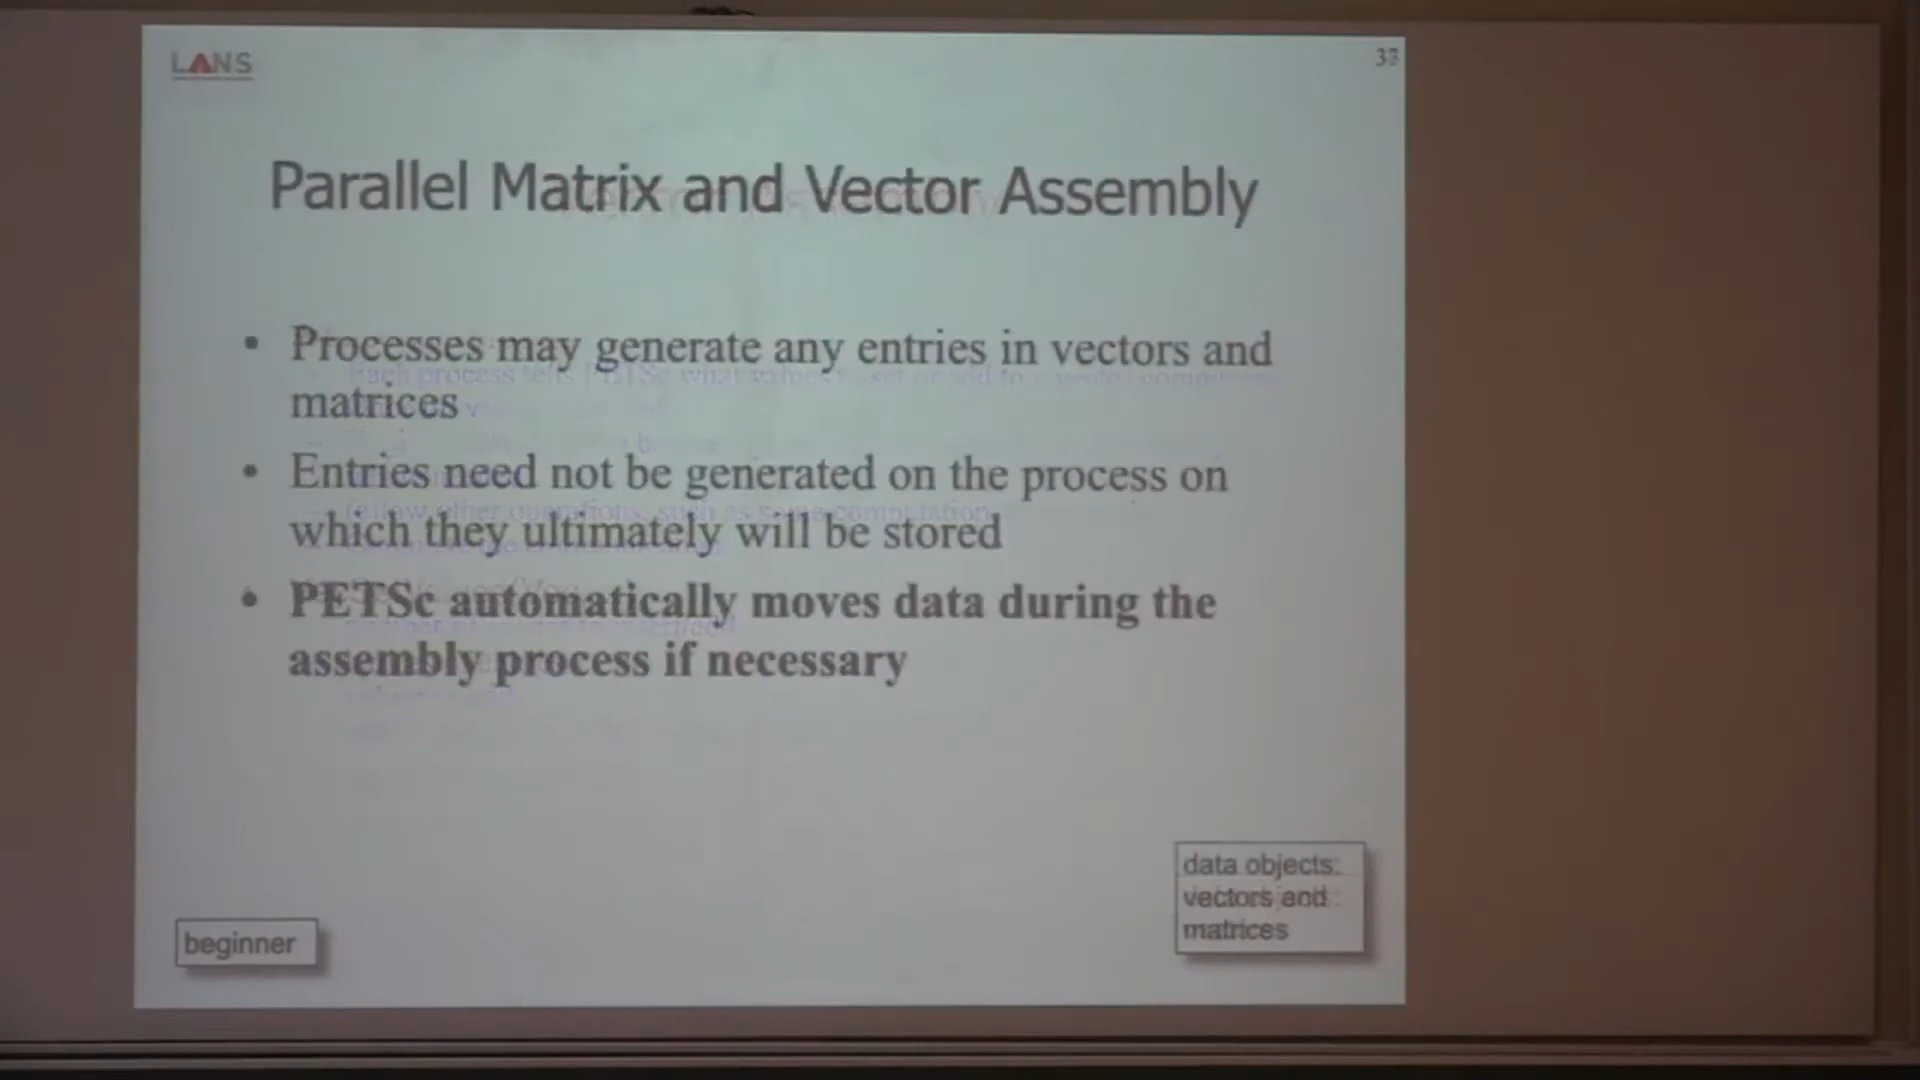 LANS
Parallel Matrix and Vector Assembly
• Processes may generate any entries in vectors and
matrices
• Entries need not be generated on the process on
which they ultimately will be stored
• PETSc automatically moves data during the
assembly process if necessary
data objects:
vectors and
matrices
beginner